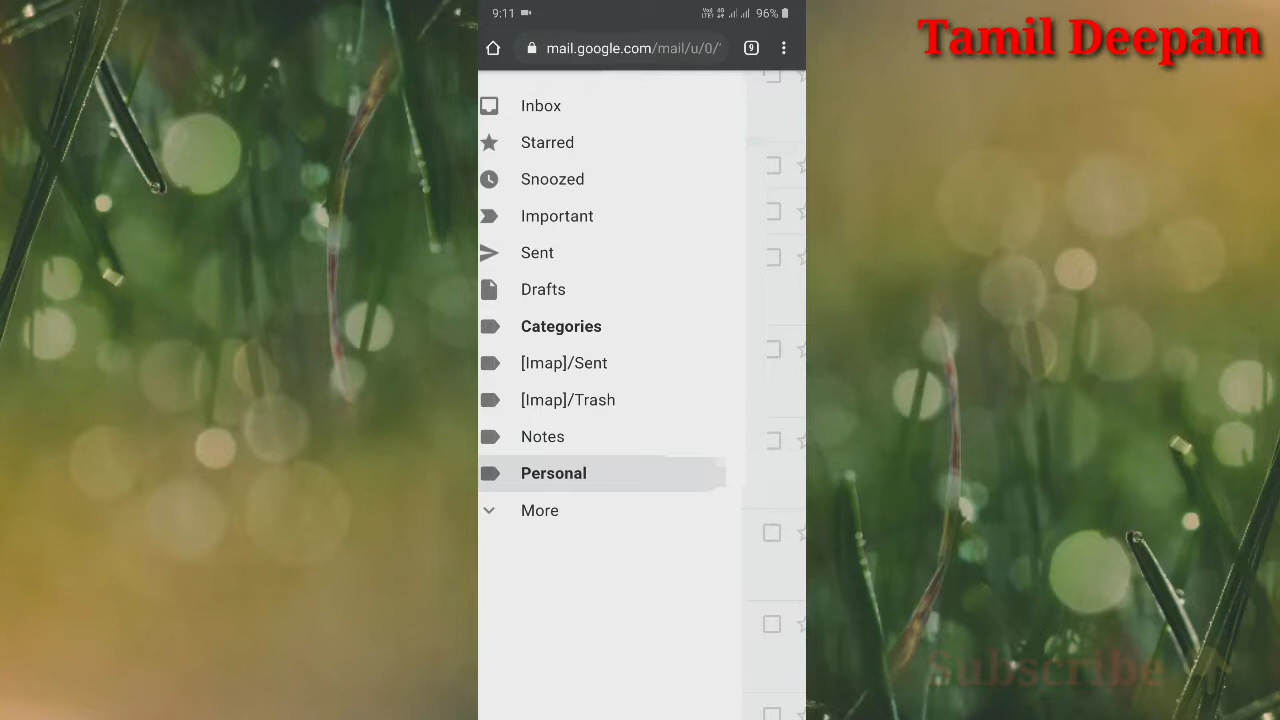 Tamil Deepam
9:11 96%
mail.google.com/mail/u/0/ 9
Inbox
Starred
Snoozed
Important
Sent
Drafts
Categories
[Imap]/Sent
[Imap]/Trash
Notes
Personal
More
Subscribe